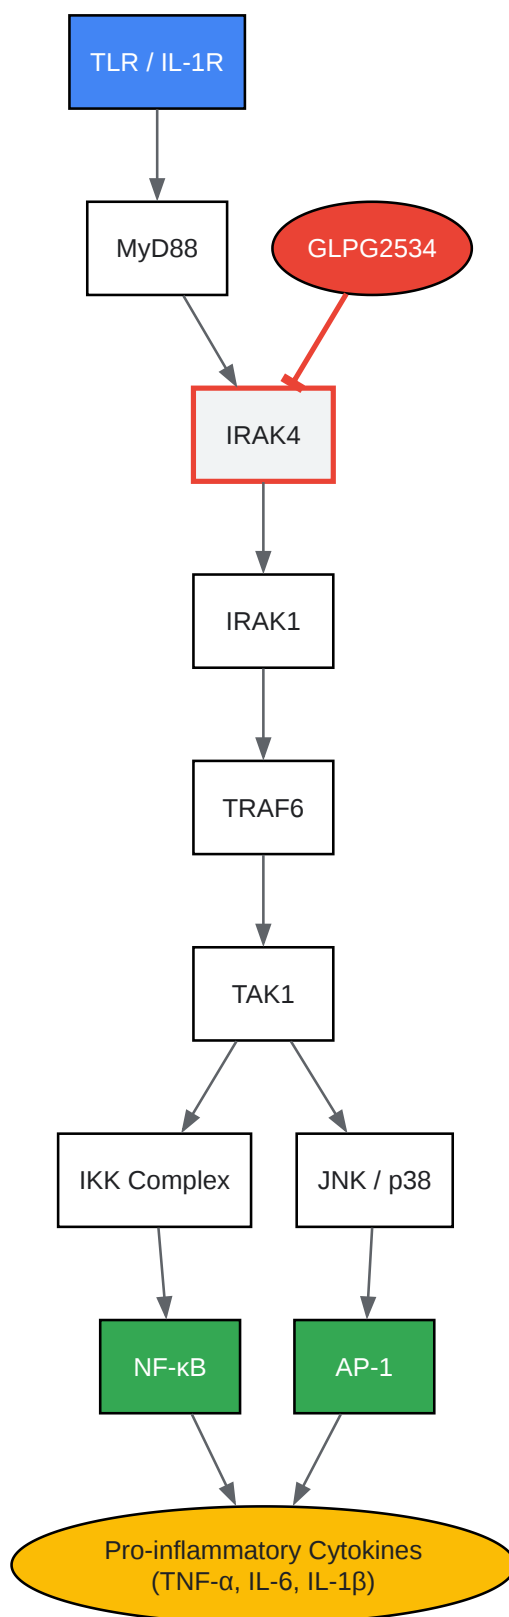 TLR / IL-1R
MyD88
GLPG2534
IRAK4
IRAK1
TRAF6
TAK1
IKK Complex
JNK / p38
NF-κB
AP-1
Pro-inflammatory Cytokines
(TNF-α, IL-6, IL-1β)